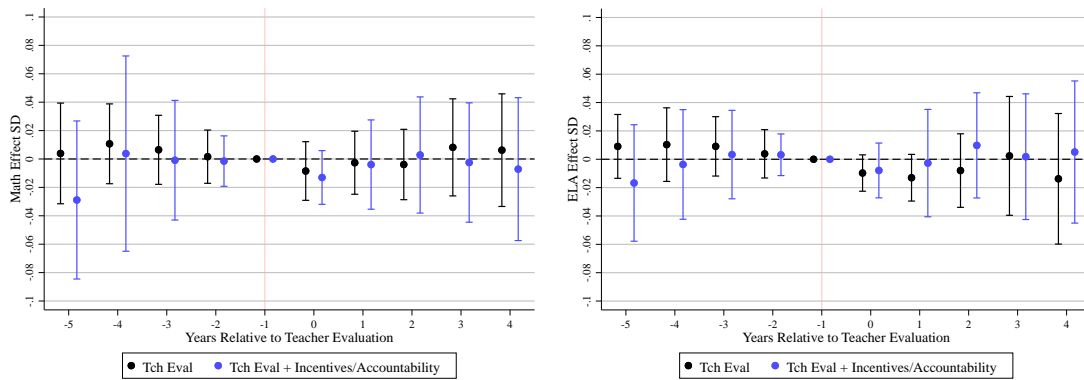 .1
.08
.06
.04
.02
0
-.02
-.04
-.06
-.08
-.1
Math Effect SD
-5 -4 -3 -2 -1 0 1 2 3 4
Years Relative to Teacher Evaluation
Tch Eval Tch Eval + Incentives/Accountability
.1
.08
.06
.04
.02
0
-.02
-.04
-.06
-.08
-.1
ELA Effect SD
-5 -4 -3 -2 -1 0 1 2 3 4
Years Relative to Teacher Evaluation
Tch Eval Tch Eval + Incentives/Accountability